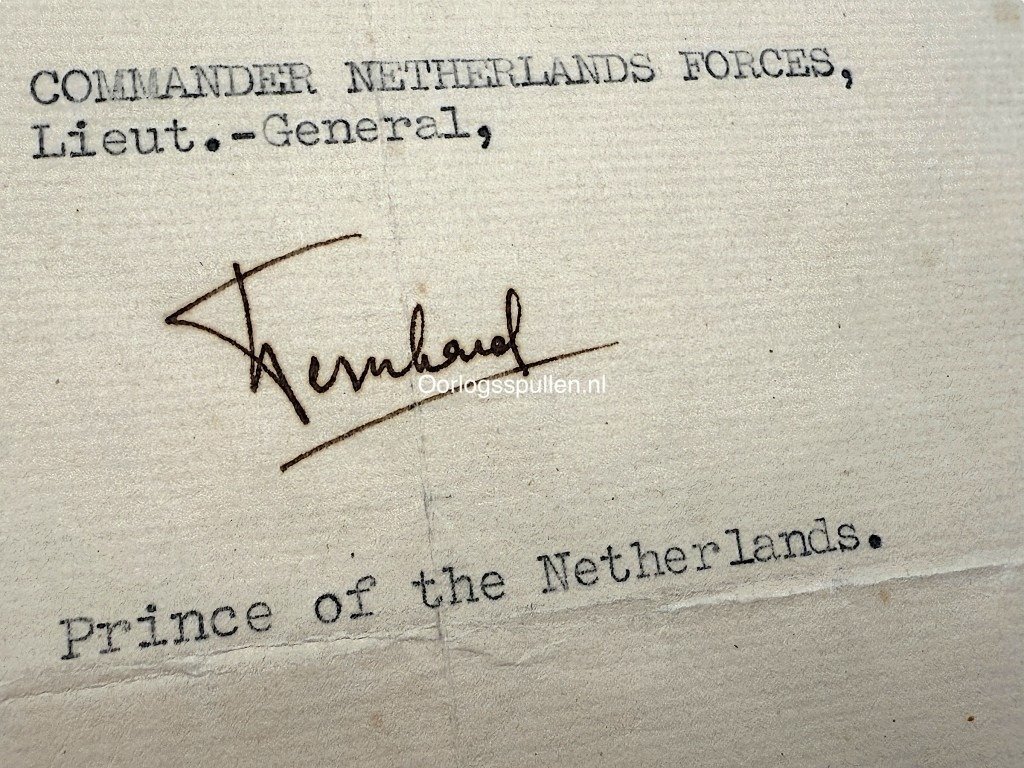 COMMANDER NETHERLANDS FORCES,
Lieut.-General,
Bernhard
Oorlogsspullen.nl
Prince of the Netherlands.